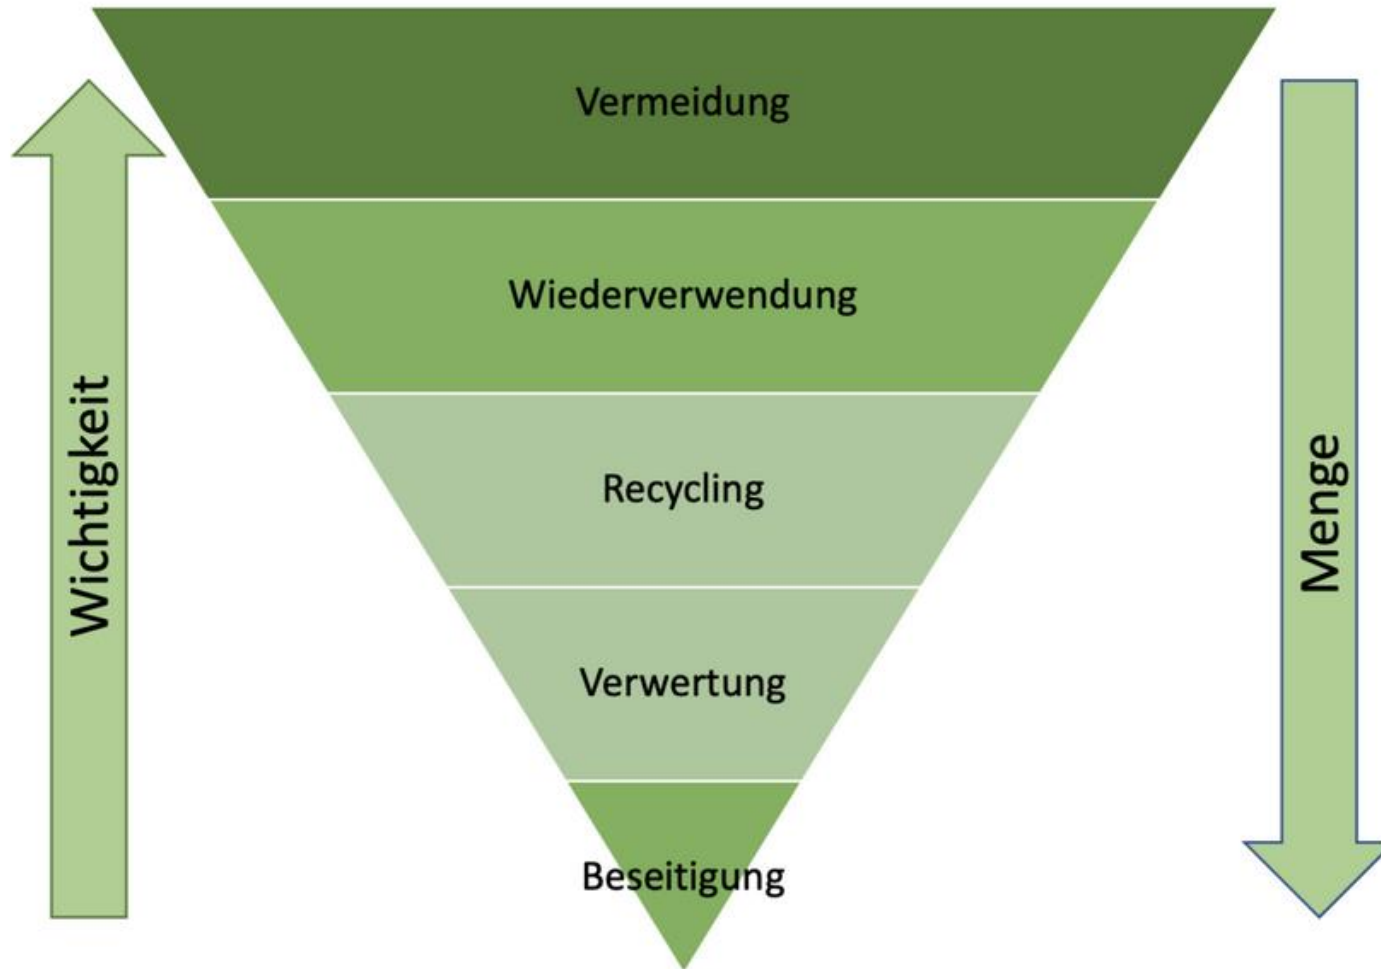 Vermeidung
Wiederverwendung
Recycling
Verwertung
Beseitigung
Wichtigkeit
Menge